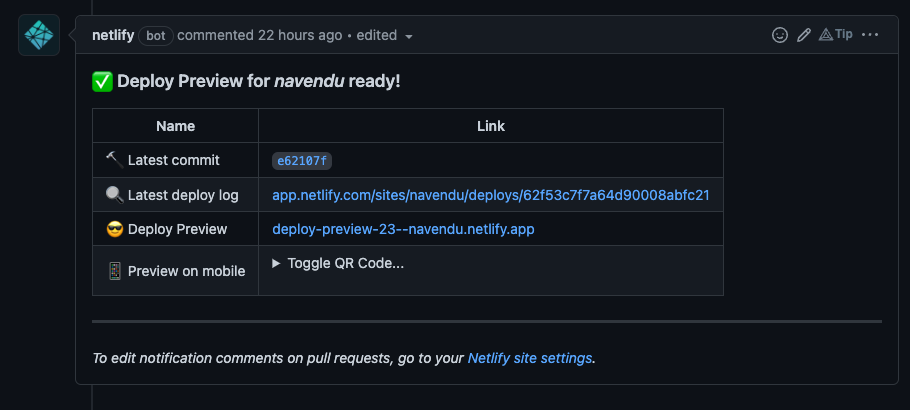 netlify bot commented 22 hours ago • edited Tip
✅ Deploy Preview for navendu ready!
Name Link
🔨 Latest commit e62107f
🔍 Latest deploy log app.netlify.com/sites/navendu/deploys/62f53c7f7a64d90008abfc21
😎 Deploy Preview deploy-preview-23--navendu.netlify.app
📱 Preview on mobile ▶ Toggle QR Code...
To edit notification comments on pull requests, go to your Netlify site settings.